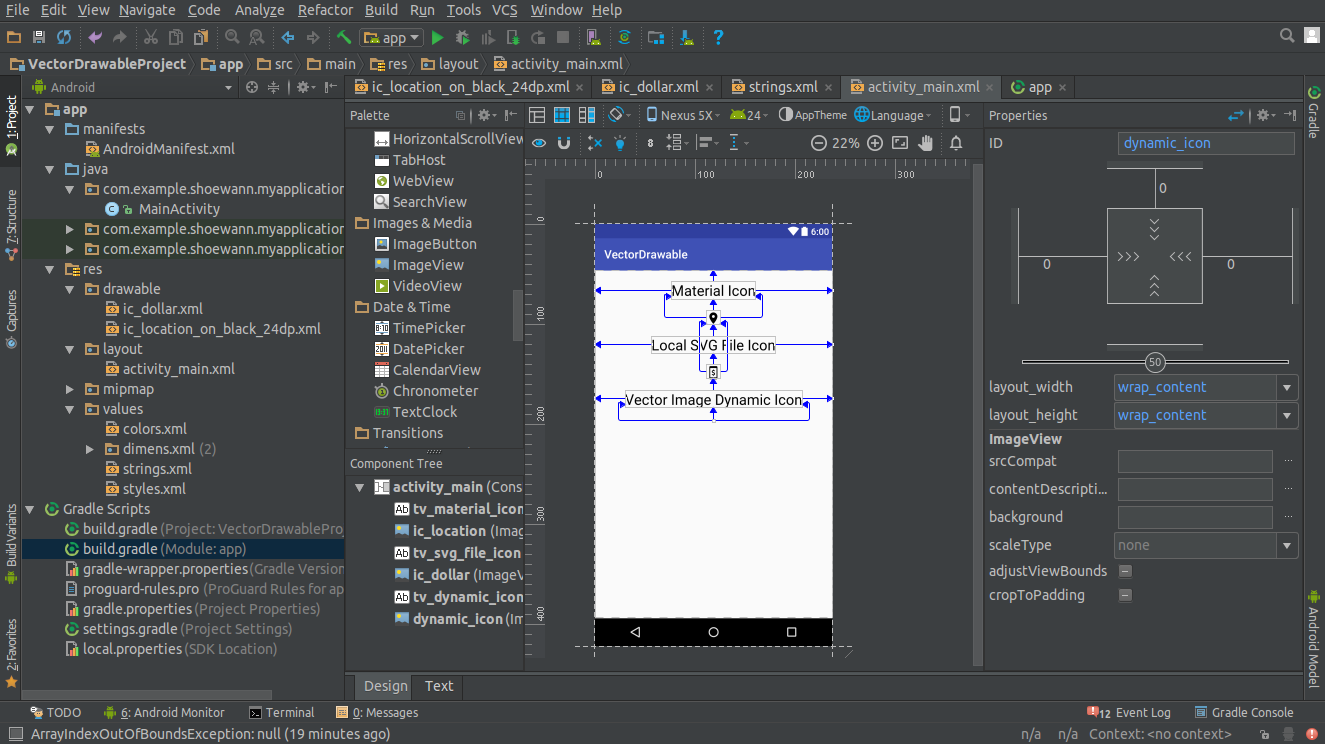 File Edit View Navigate Code Analyze Refactor Build Run Tools VCS Window Help
app
VectorDrawableProject app src main res layout activity_main.xml
Android
ic_location_on_black_24dp.xml ic_dollar.xml strings.xml activity_main.xml app
1: Project
7: Structure
Captures
Build Variants
2: Favorites
app
manifests
AndroidManifest.xml
java
com.example.shoewann.myapplication
MainActivity
com.example.shoewann.myapplication
com.example.shoewann.myapplication
res
drawable
ic_dollar.xml
ic_location_on_black_24dp.xml
layout
activity_main.xml
mipmap
values
colors.xml
dimens.xml (2)
strings.xml
styles.xml
Gradle Scripts
build.gradle (Project: VectorDrawablePro
build.gradle (Module: app)
gradle-wrapper.properties (Gradle Version
proguard-rules.pro (ProGuard Rules for ap
gradle.properties (Project Properties)
settings.gradle (Project Settings)
local.properties (SDK Location)
Palette
HorizontalScrollView
TabHost
WebView
SearchView
Images & Media
ImageButton
ImageView
VideoView
Date & Time
TimePicker
DatePicker
CalendarView
Chronometer
TextClock
Transitions
Component Tree
activity_main (Cons
Ab tv_material_icon
ic_location (Imag
Ab tv_svg_file_icon
ic_dollar (ImageV
Ab tv_dynamic_icon
dynamic_icon (Im
Nexus 5X 24 AppTheme Language
8 22%
0 100 200 300
0
100
200
300
400
6:00
VectorDrawable
Material Icon
Local SVG File Icon
Vector Image Dynamic Icon
Design Text
Properties
ID dynamic_icon
0
0 0
50
layout_width wrap_content
layout_height wrap_content
ImageView
srcCompat ...
contentDescripti... ...
background ...
scaleType none
adjustViewBounds
cropToPadding
Gradle
Android Model
TODO 6: Android Monitor Terminal 0: Messages 12 Event Log Gradle Console
ArrayIndexOutOfBoundsException: null (19 minutes ago) n/a n/a Context: <no context>